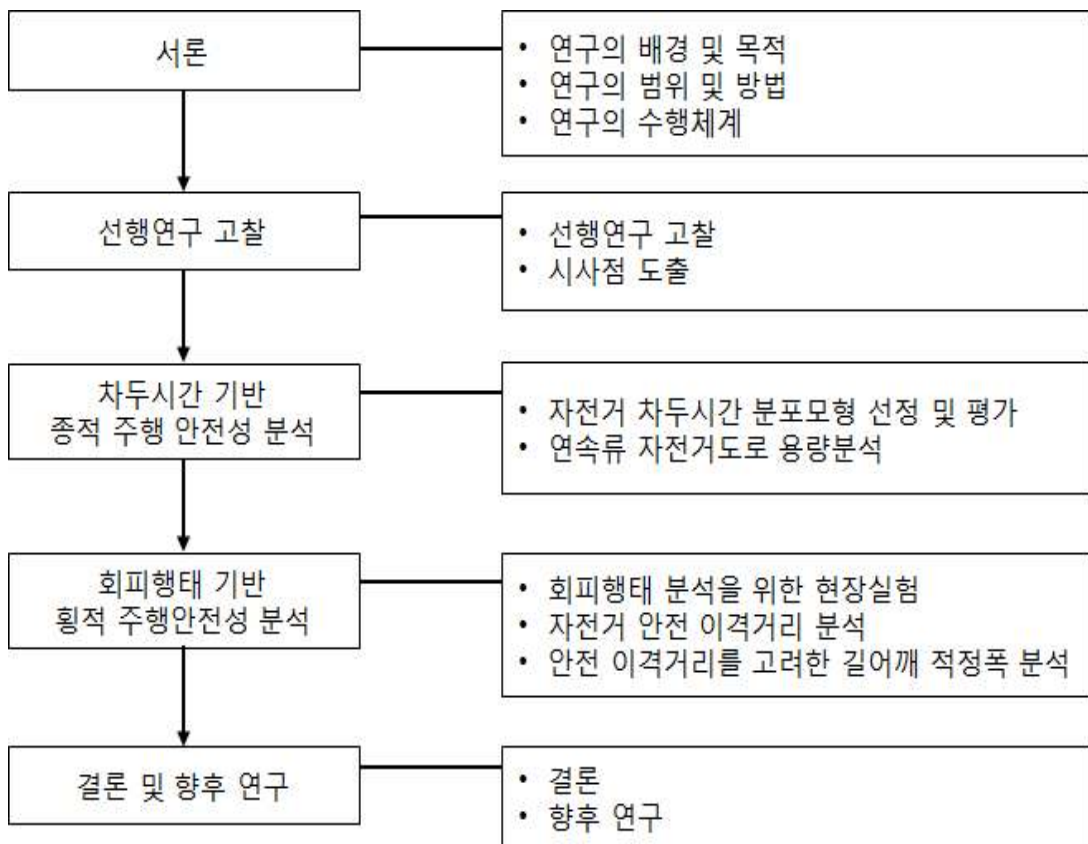 서론
• 연구의 배경 및 목적
• 연구의 범위 및 방법
• 연구의 수행체계
선행연구 고찰
• 선행연구 고찰
• 시사점 도출
차두시간 기반
종적 주행 안전성 분석
• 자전거 차두시간 분포모형 선정 및 평가
• 연속류 자전거도로 용량분석
회피행태 기반
횡적 주행안전성 분석
• 회피행태 분석을 위한 현장실험
• 자전거 안전 이격거리 분석
• 안전 이격거리를 고려한 길어깨 적정폭 분석
결론 및 향후 연구
• 결론
• 향후 연구